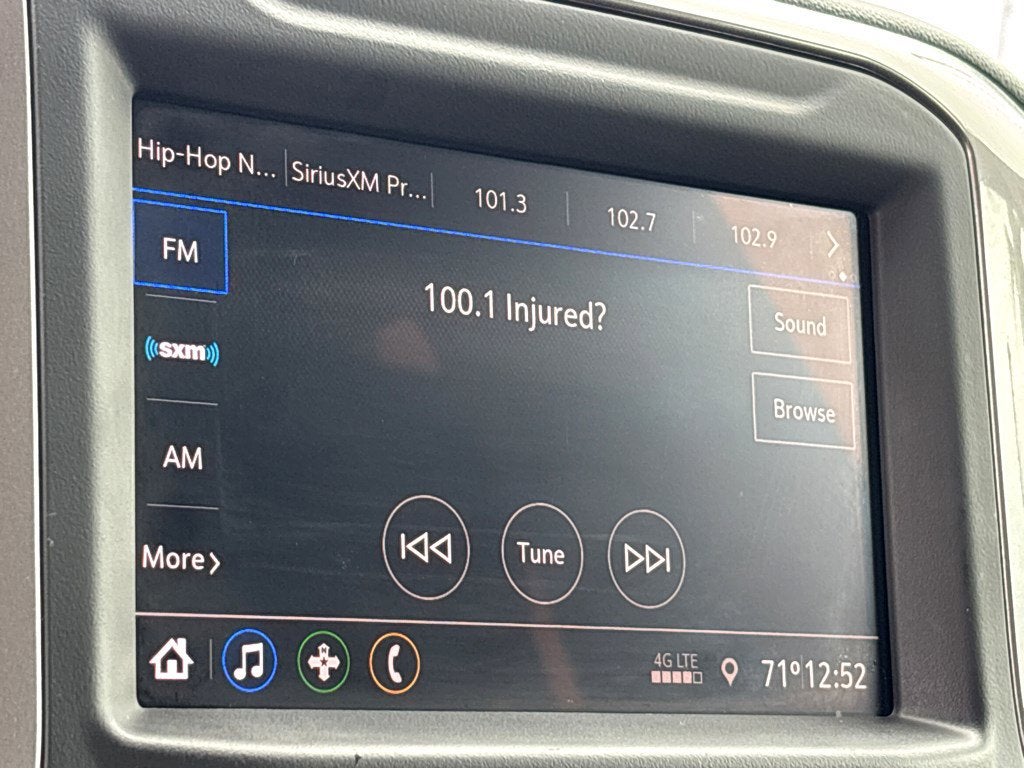 Hip-Hop N... SiriusXM Pr... 101.3 102.7 102.9
FM
100.1 Injured?
Sound
((sxm))
Browse
AM
Tune
More
4G LTE
71° 12:52